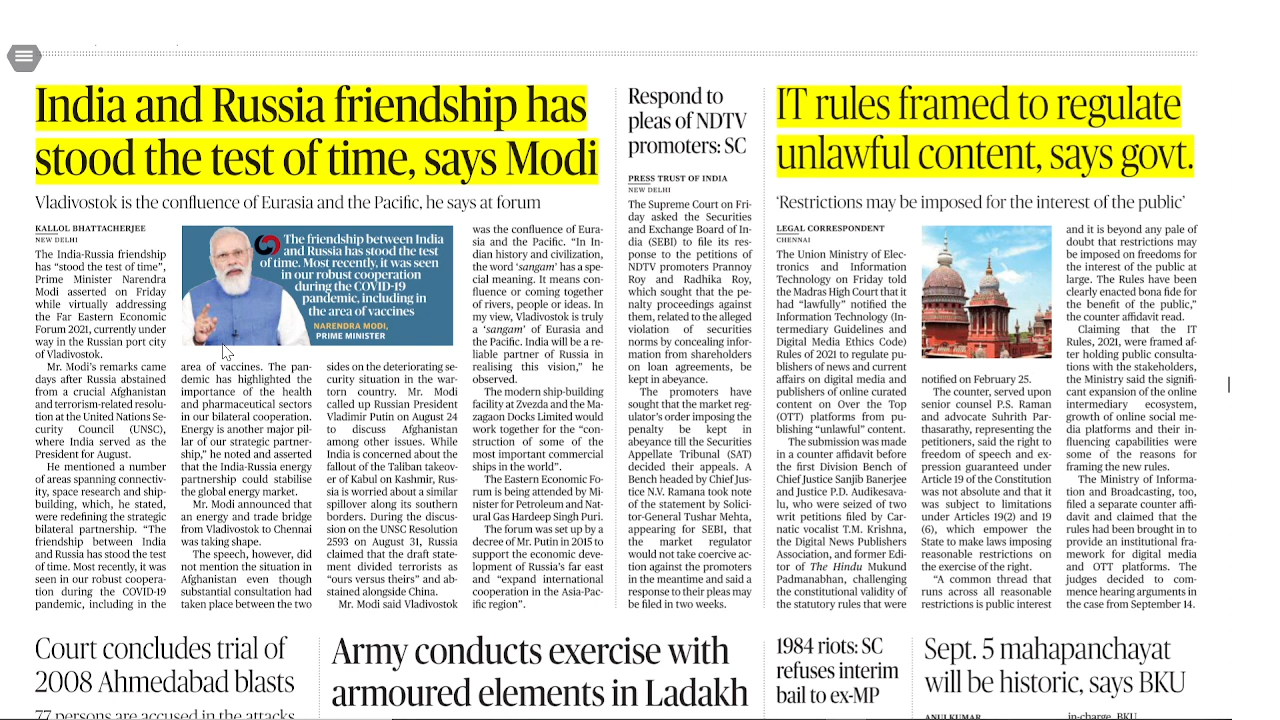 India and Russia friendship has
stood the test of time, says Modi
Vladivostok is the confluence of Eurasia and the Pacific, he says at forum
KALLOL BHATTACHERJEE
NEW DELHI
The India-Russia friendship
has “stood the test of time”,
Prime Minister Narendra
Modi asserted on Friday
while virtually addressing
the Far Eastern Economic
Forum 2021, currently under
way in the Russian port city
of Vladivostok.
Mr. Modi’s remarks came
days after Russia abstained
from a crucial Afghanistan
and terrorism-related resolu-
tion at the United Nations Se-
curity Council (UNSC),
where India served as the
President for August.
He mentioned a number
of areas spanning connectiv-
ity, space research and ship-
building, which, he stated,
were redefining the strategic
bilateral partnership. “The
friendship between India
and Russia has stood the test
of time. Most recently, it was
seen in our robust coopera-
tion during the COVID-19
pandemic, including in the
The friendship between India
and Russia has stood the test
of time. Most recently, it was seen
in our robust cooperation
during the COVID-19
pandemic, including in
the area of vaccines
NARENDRA MODI,
PRIME MINISTER
area of vaccines. The pan-
demic has highlighted the
importance of the health
and pharmaceutical sectors
in our bilateral cooperation.
Energy is another major pil-
lar of our strategic partner-
ship,” he noted and asserted
that the India-Russia energy
partnership could stabilise
the global energy market.
Mr. Modi announced that
an energy and trade bridge
from Vladivostok to Chennai
was taking shape.
The speech, however, did
not mention the situation in
Afghanistan even though
substantial consultation had
taken place between the two
sides on the deteriorating se-
curity situation in the war-
torn country. Mr. Modi
called up Russian President
Vladimir Putin on August 24
to discuss Afghanistan
among other issues. While
India is concerned about the
fallout of the Taliban takeov-
er of Kabul on Kashmir, Rus-
sia is worried about a similar
spillover along its southern
borders. During the discus-
sion on the UNSC Resolution
2593 on August 31, Russia
claimed that the draft state-
ment divided terrorists as
“ours versus theirs” and ab-
stained alongside China.
Mr. Modi said Vladivostok
was the confluence of Eura-
sia and the Pacific. “In In-
dian history and civilization,
the word ‘sangam’ has a spe-
cial meaning. It means con-
fluence or coming together
of rivers, people or ideas. In
my view, Vladivostok is truly
a ‘sangam’ of Eurasia and
the Pacific. India will be a re-
liable partner of Russia in
realising this vision,” he
observed.
The modern ship-building
facility at Zvezda and the Ma-
zagaon Docks Limited would
work together for the “con-
struction of some of the
most important commercial
ships in the world”.
The Eastern Economic Fo-
rum is being attended by Mi-
nister for Petroleum and Nat-
ural Gas Hardeep Singh Puri.
The forum was set up by a
decree of Mr. Putin in 2015 to
support the economic deve-
lopment of Russia’s far east
and “expand international
cooperation in the Asia-Pac-
ific region”.
Respond to
pleas of NDTV
promoters: SC
PRESS TRUST OF INDIA
NEW DELHI
The Supreme Court on Fri-
day asked the Securities
and Exchange Board of In-
dia (SEBI) to file its res-
ponse to the petitions of
NDTV promoters Prannoy
Roy and Radhika Roy,
which sought that the pe-
nalty proceedings against
them, related to the alleged
violation of securities
norms by concealing infor-
mation from shareholders
on loan agreements, be
kept in abeyance.
The promoters have
sought that the market reg-
ulator’s order imposing the
penalty be kept in
abeyance till the Securities
Appellate Tribunal (SAT)
decided their appeals. A
Bench headed by Chief Jus-
tice N.V. Ramana took note
of the statement by Solici-
tor-General Tushar Mehta,
appearing for SEBI, that
the market regulator
would not take coercive ac-
tion against the promoters
in the meantime and said a
response to their pleas may
be filed in two weeks.
IT rules framed to regulate
unlawful content, says govt.
‘Restrictions may be imposed for the interest of the public’
LEGAL CORRESPONDENT
CHENNAI
The Union Ministry of Elec-
tronics and Information
Technology on Friday told
the Madras High Court that it
had “lawfully” notified the
Information Technology (In-
termediary Guidelines and
Digital Media Ethics Code)
Rules of 2021 to regulate pu-
blishers of news and current
affairs on digital media and
publishers of online curated
content on Over the Top
(OTT) platforms from pu-
blishing “unlawful” content.
The submission was made
in a counter affidavit before
the first Division Bench of
Chief Justice Sanjib Banerjee
and Justice P.D. Audikesava-
lu, who were seized of two
writ petitions filed by Car-
natic vocalist T.M. Krishna,
the Digital News Publishers
Association, and former Edi-
tor of The Hindu Mukund
Padmanabhan, challenging
the constitutional validity of
the statutory rules that were
notified on February 25.
The counter, served upon
senior counsel P.S. Raman
and advocate Suhrith Par-
thasarathy, representing the
petitioners, said the right to
freedom of speech and ex-
pression guaranteed under
Article 19 of the Constitution
was not absolute and that it
was subject to limitations
under Articles 19(2) and 19
(6), which empower the
State to make laws imposing
reasonable restrictions on
the exercise of the right.
“A common thread that
runs across all reasonable
restrictions is public interest
and it is beyond any pale of
doubt that restrictions may
be imposed on freedoms for
the interest of the public at
large. The Rules have been
clearly enacted bona fide for
the benefit of the public,”
the counter affidavit read.
Claiming that the IT
Rules, 2021, were framed af-
ter holding public consulta-
tions with the stakeholders,
the Ministry said the signifi-
cant expansion of the online
intermediary ecosystem,
growth of online social me-
dia platforms and their in-
fluencing capabilities were
some of the reasons for
framing the new rules.
The Ministry of Informa-
tion and Broadcasting, too,
filed a separate counter affi-
davit and claimed that the
rules had been brought in to
provide an institutional fra-
mework for digital media
and OTT platforms. The
judges decided to com-
mence hearing arguments in
the case from September 14.
Court concludes trial of
2008 Ahmedabad blasts
77 persons are accused in the attacks
Army conducts exercise with
armoured elements in Ladakh
1984 riots: SC
refuses interim
bail to ex-MP
Sept. 5 mahapanchayat
will be historic, says BKU
ANUJ KUMAR
in-charge, BKU